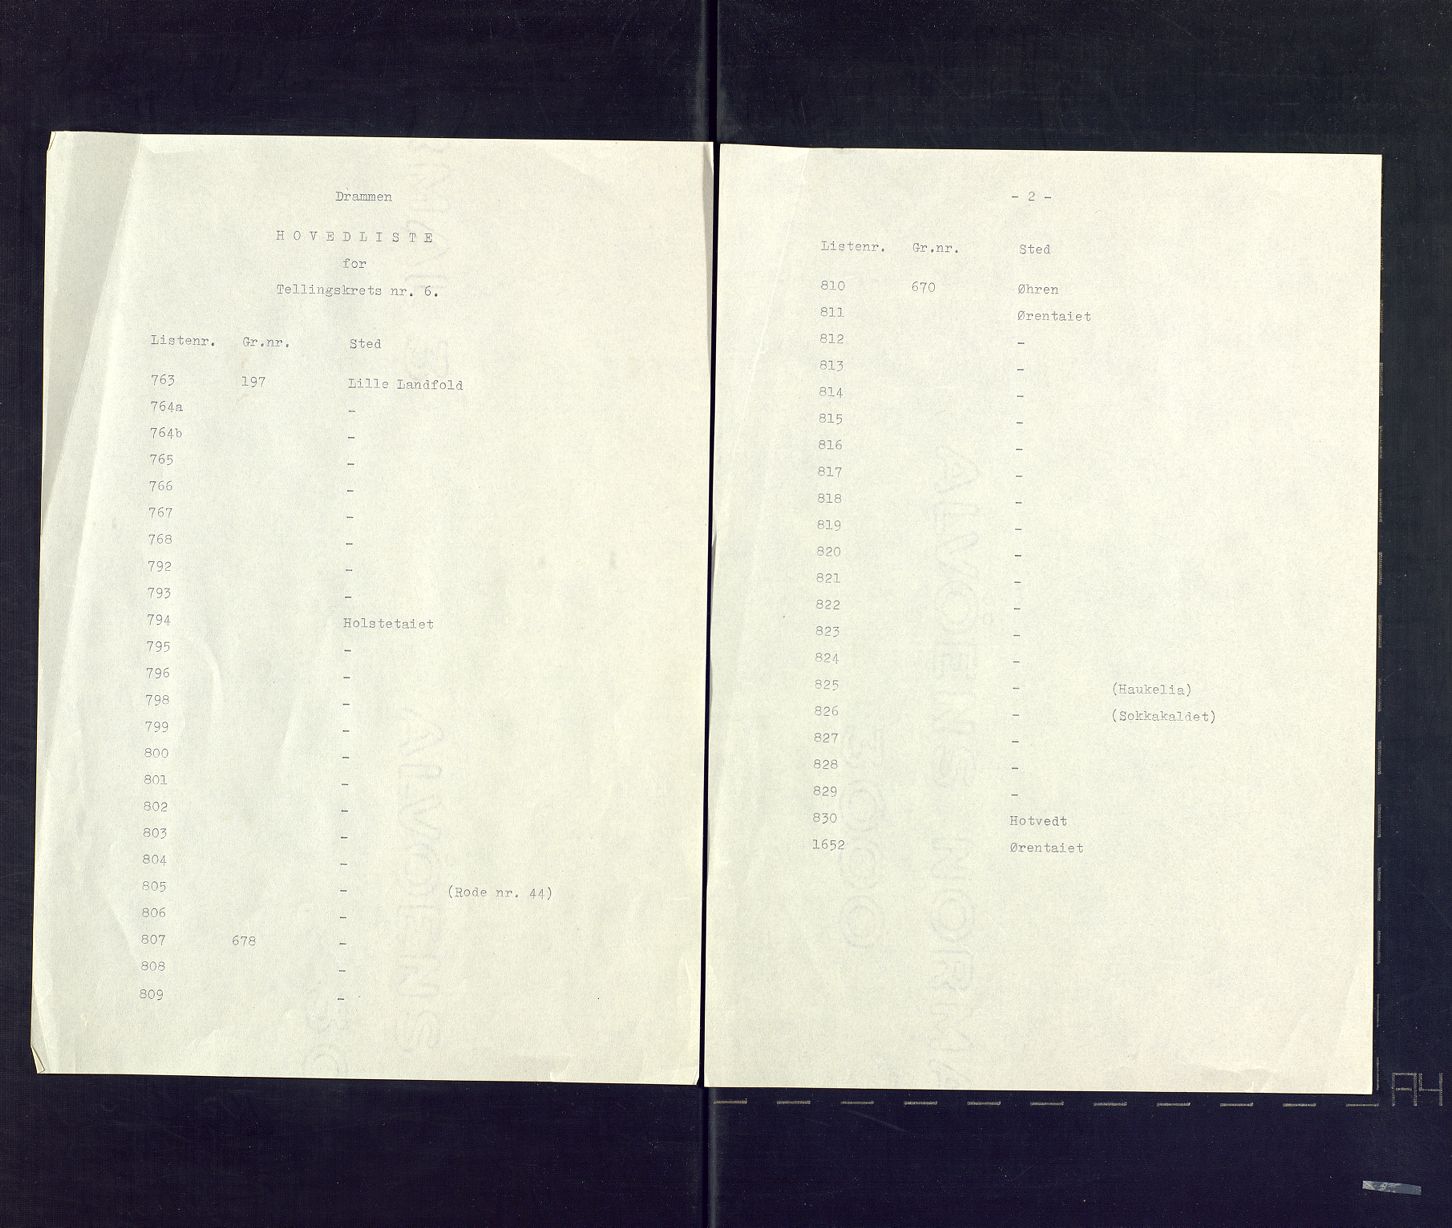 Drammen
HOVEDLISTE
for
Tellingskrets nr. 6.
Listenr. Gr.nr. Sted
763 197 Lille Landfold
764a –
764b –
765 –
766 –
767 –
768 –
792 –
793 –
794 Holstetaiet
795 –
796 –
798 –
799 –
800 –
801 –
802 –
803 –
804 –
805 – (Rode nr. 44)
806 –
807 678 –
808 –
809 –
- 2 -
Listenr. Gr.nr. Sted
810 670 Øhren
811 Ørentaiet
812 –
813 –
814 –
815 –
816 –
817 –
818 –
819 –
820 –
821 –
822 –
823 –
824 –
825 – (Haukelia)
826 – (Sokkakaldet)
827 –
828 –
829 –
830 Hotvedt
1652 Ørentaiet
A4